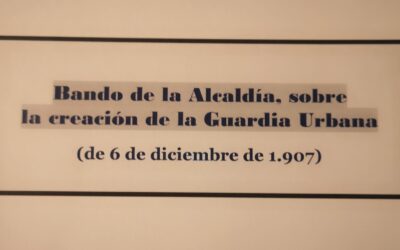 Bando de la Alcaldía, sobre
la creación de la Guardia Urbana
(de 6 de diciembre de 1.907)